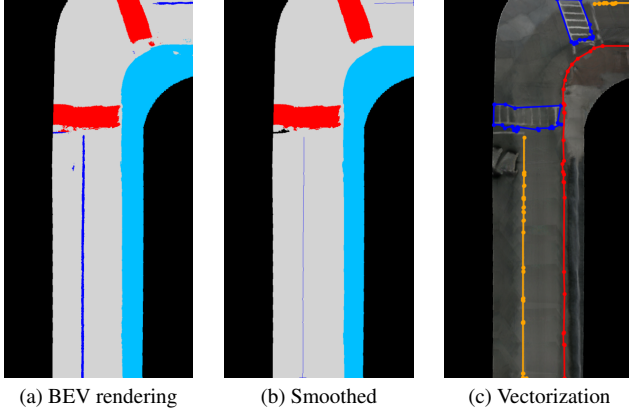 (a) BEV rendering
(b) Smoothed
(c) Vectorization